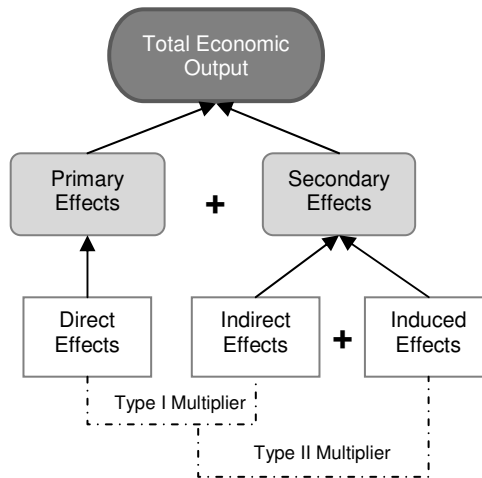 Total Economic
Output
Primary
Effects
+
Secondary
Effects
Direct
Effects
Indirect
Effects
+
Induced
Effects
Type I Multiplier
Type II Multiplier